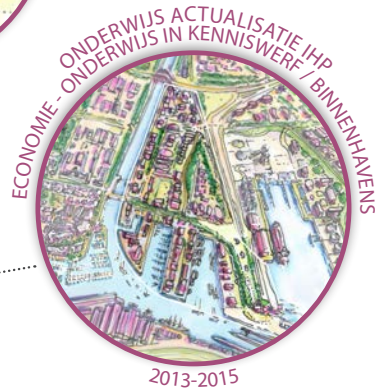 ONDERWIJS ACTUALISATIE IHP
ECONOMIE - ONDERWIJS IN KENNISWERF / BINNENHAVENS
2013-2015